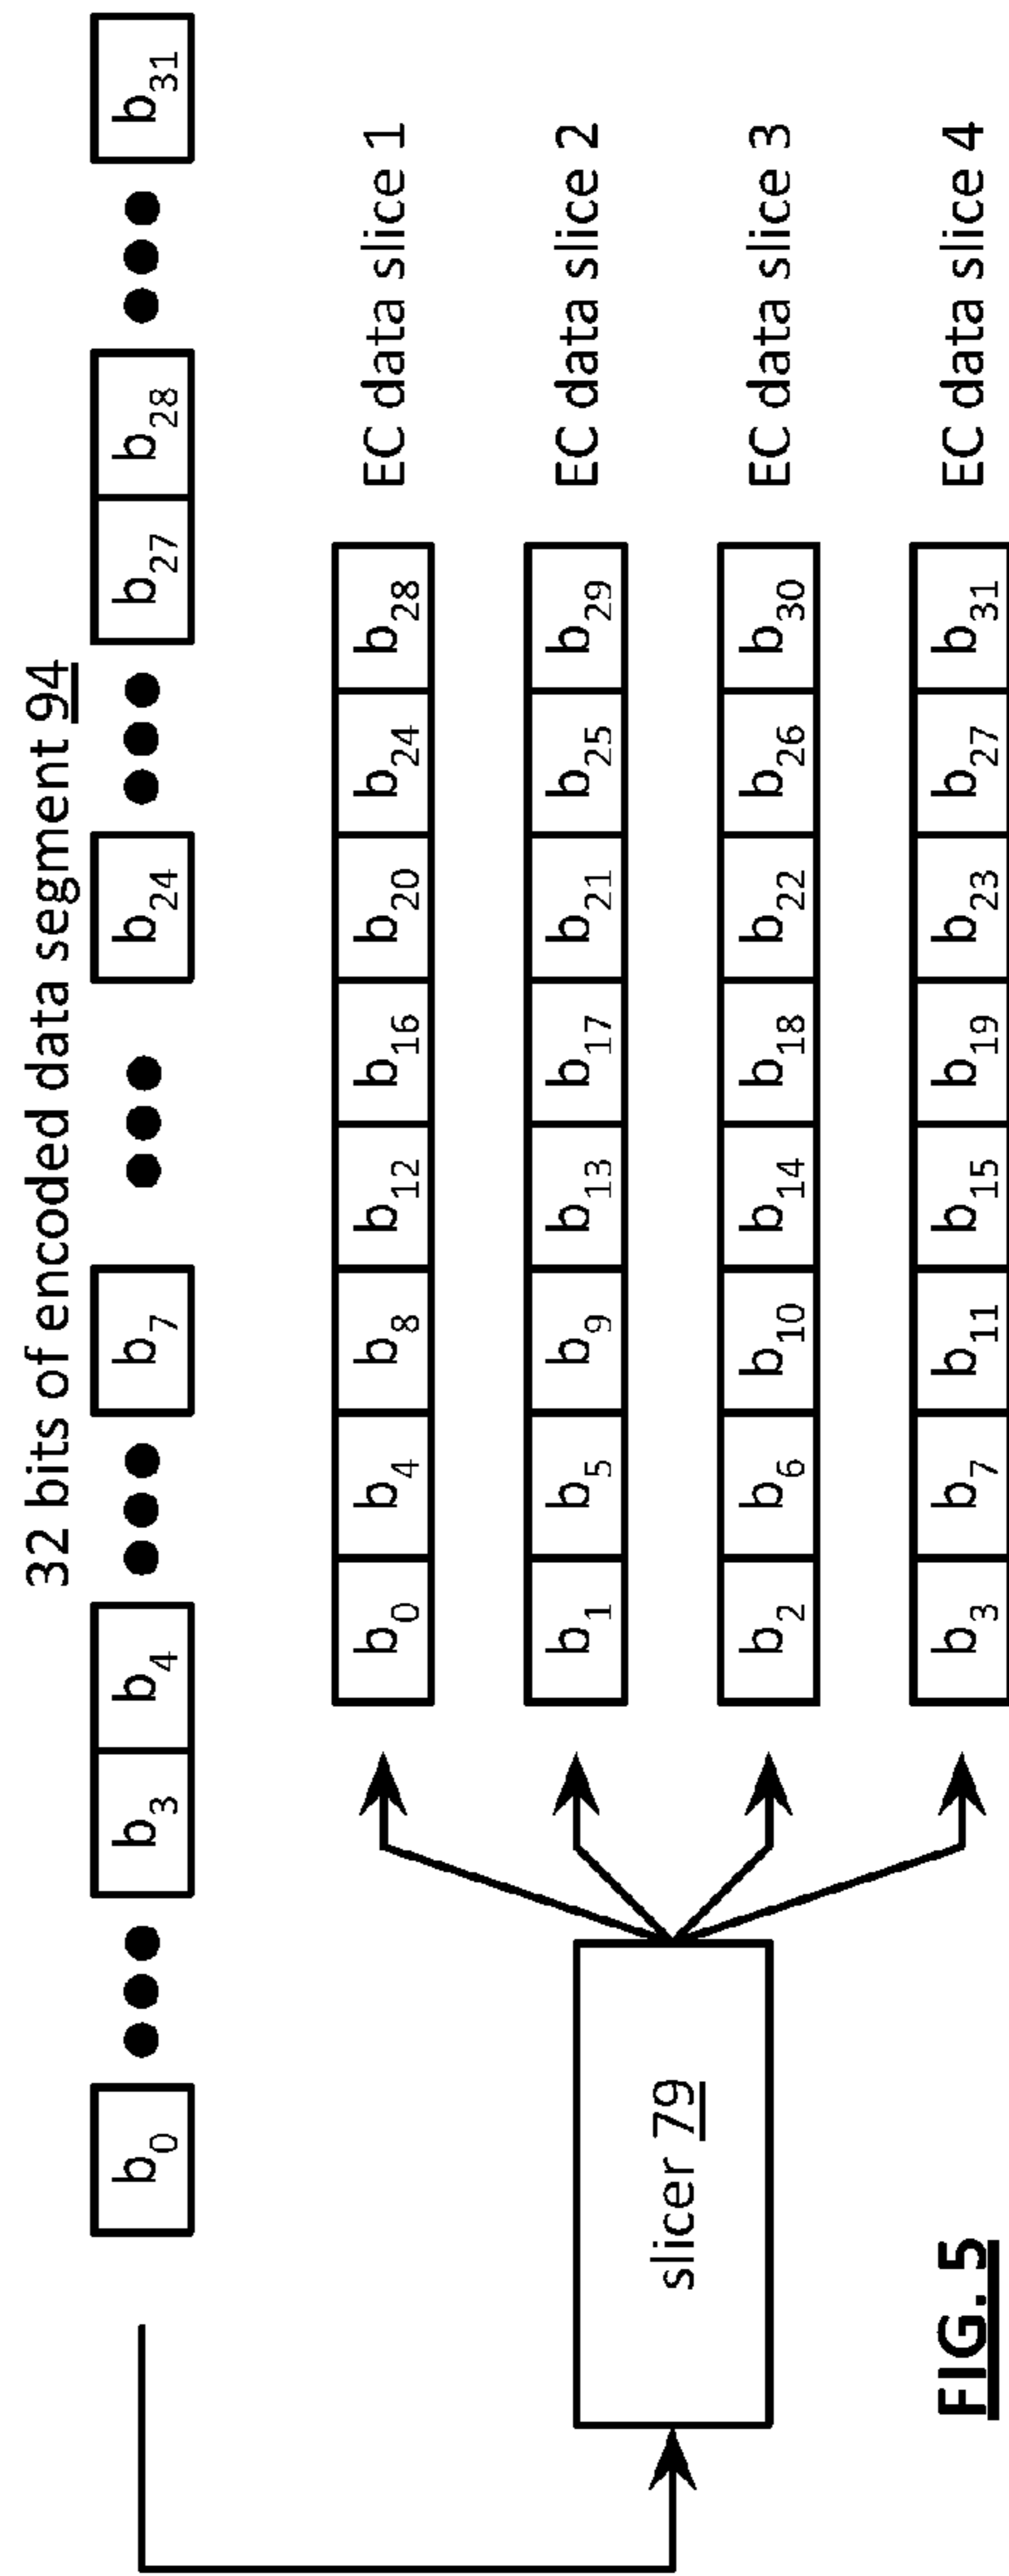 32 bits of encoded data segment 94
b0 ••• b3 b4 ••• b7 ••• b24 ••• b27 b28 ••• b31
b0 b4 b8 b12 b16 b20 b24 b28 EC data slice 1
b1 b5 b9 b13 b17 b21 b25 b29 EC data slice 2
slicer 79
b2 b6 b10 b14 b18 b22 b26 b30 EC data slice 3
b3 b7 b11 b15 b19 b23 b27 b31 EC data slice 4
FIG. 5